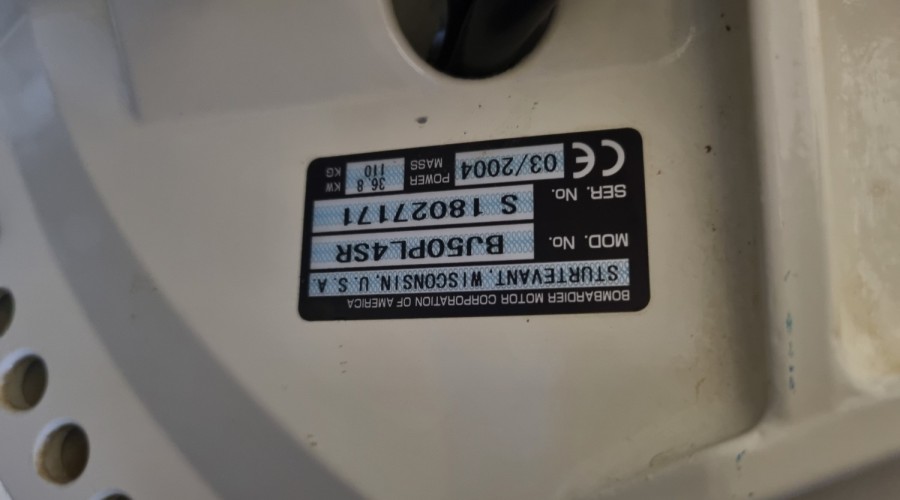 BOMBARDIER MOTOR CORPORATION OF AMERICA
STURTEVANT, WISCONSIN, U. S. A.
MOD. No. BJ50PL4SR
SER. No. S 18027171
CE 03/2004 POWER 36.8 KW
MASS 110 KG